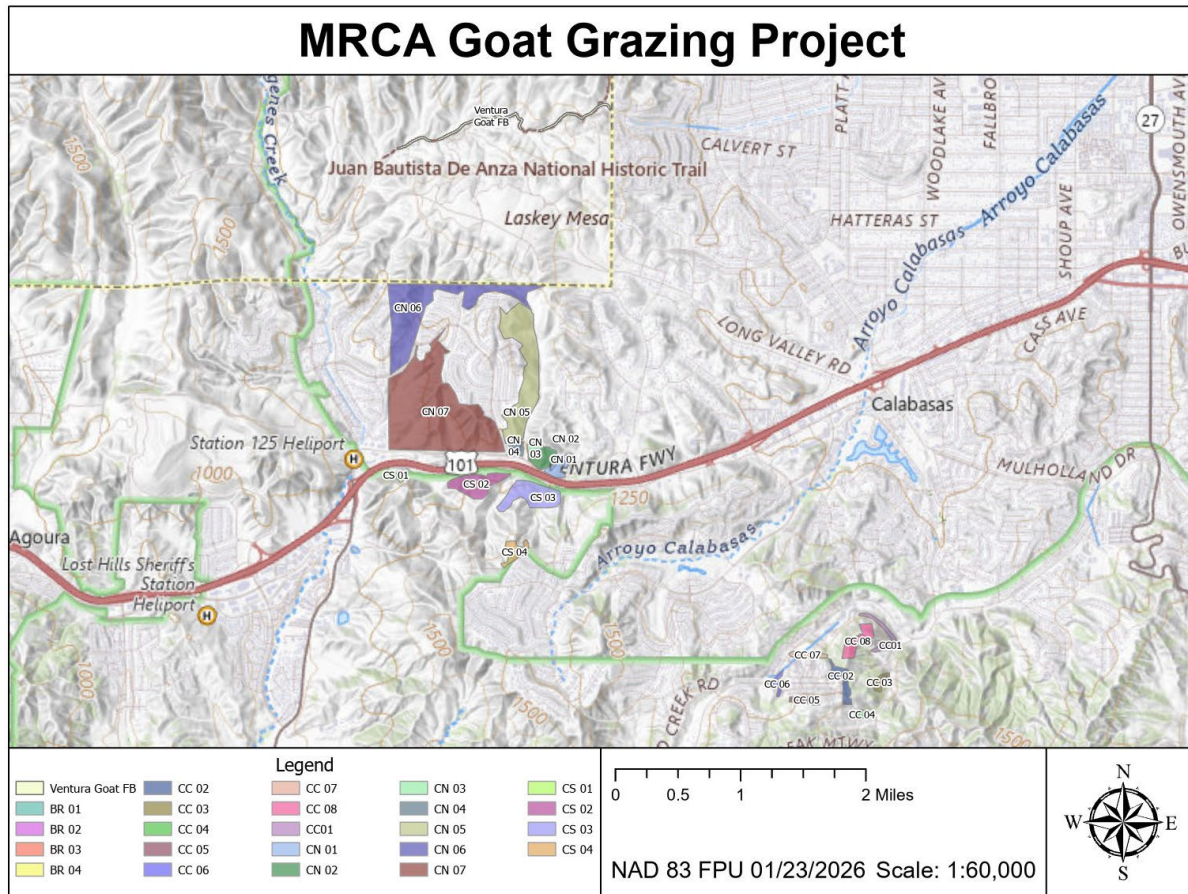 MRCA Goat Grazing Project
Ventura
Goat FB
Juan Bautista De Anza National Historic Trail
Laskey Mesa
genes Creek
1500
1500
CALVERT ST
PLATT A
WOODLAKE AV
FALLBRO
27
OWENSMOUTH AV
HATTERAS ST
SHOUP AVE
Arroyo Calabasas
Arroyo Calabasas
Arroyo Calabasas
BU
CASS AVE
LONG VALLEY RD
Calabasas
MULHOLLAND DR
CN 06
CN 07
CN 05
CN 02
CN
04
CN
03
CN 01
VENTURA FWY
101
1250
Station 125 Heliport
H
1000
CS 01
CS 02
CS 03
CS 04
Agoura
Lost Hills Sheriff's
Station
Heliport
H
1000
1500
CC 08
CC01
CC 07
CC 02
CC 03
CC 06
CC 05
CC 04
D CREEK RD
EAK MTWY
1500
Legend
Ventura Goat FB
BR 01
BR 02
BR 03
BR 04
CC 02
CC 03
CC 04
CC 05
CC 06
CC 07
CC 08
CC01
CN 01
CN 02
CN 03
CN 04
CN 05
CN 06
CN 07
CS 01
CS 02
CS 03
CS 04
0 0.5 1 2 Miles
NAD 83 FPU 01/23/2026 Scale: 1:60,000
N
W E
S